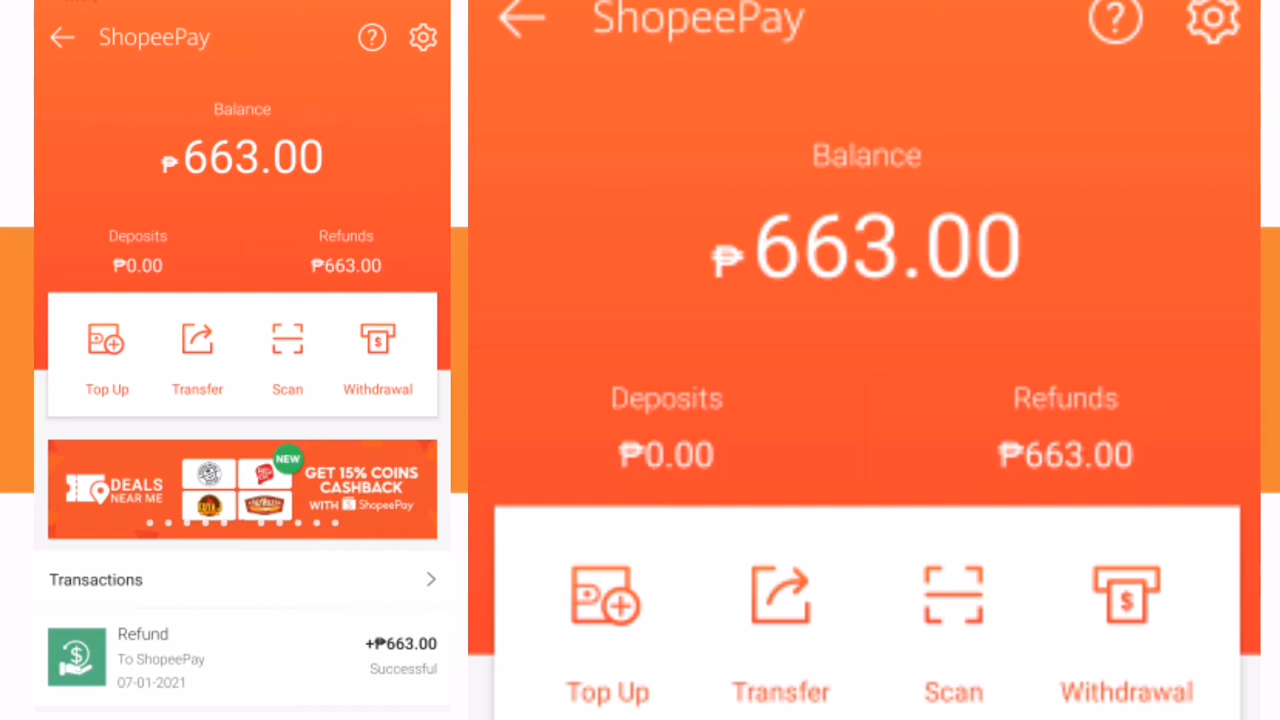 ShopeePay
Balance
₱663.00
Deposits
Refunds
₱0.00
₱663.00
Top Up
Transfer
Scan
Withdrawal
DEALS
NEAR ME
NEW
GET 15% COINS
CASHBACK
WITH ShopeePay
Transactions
Refund
To ShopeePay
07-01-2021
+₱663.00
Successful
ShopeePay
Balance
₱663.00
Deposits
Refunds
₱0.00
₱663.00
Top Up
Transfer
Scan
Withdrawal